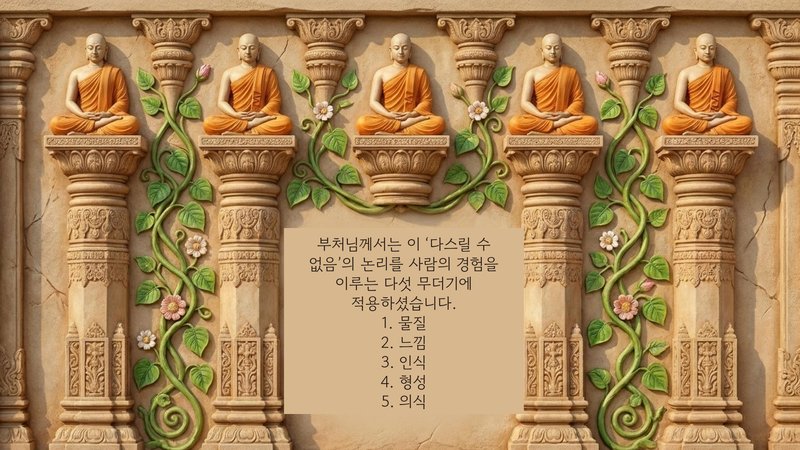 부처님께서는 이 ‘다스릴 수
없음’의 논리를 사람의 경험을
이루는 다섯 무더기에
적용하셨습니다.
1. 물질
2. 느낌
3. 인식
4. 형성
5. 의식